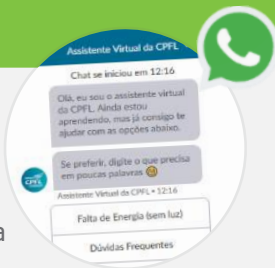 Assistente Virtual da CPFL
Chat se iniciou em 12:16
Olá, eu sou o assistente virtual
da CPFL. Ainda estou
aprendendo, mas já consigo te
ajudar com as opções abaixo.
Se preferir, digite o que precisa
em poucas palavras
CPFL
Assistente Virtual da CPFL • 12:16
Falta de Energia (sem luz)
a
Dúvidas Frequentes